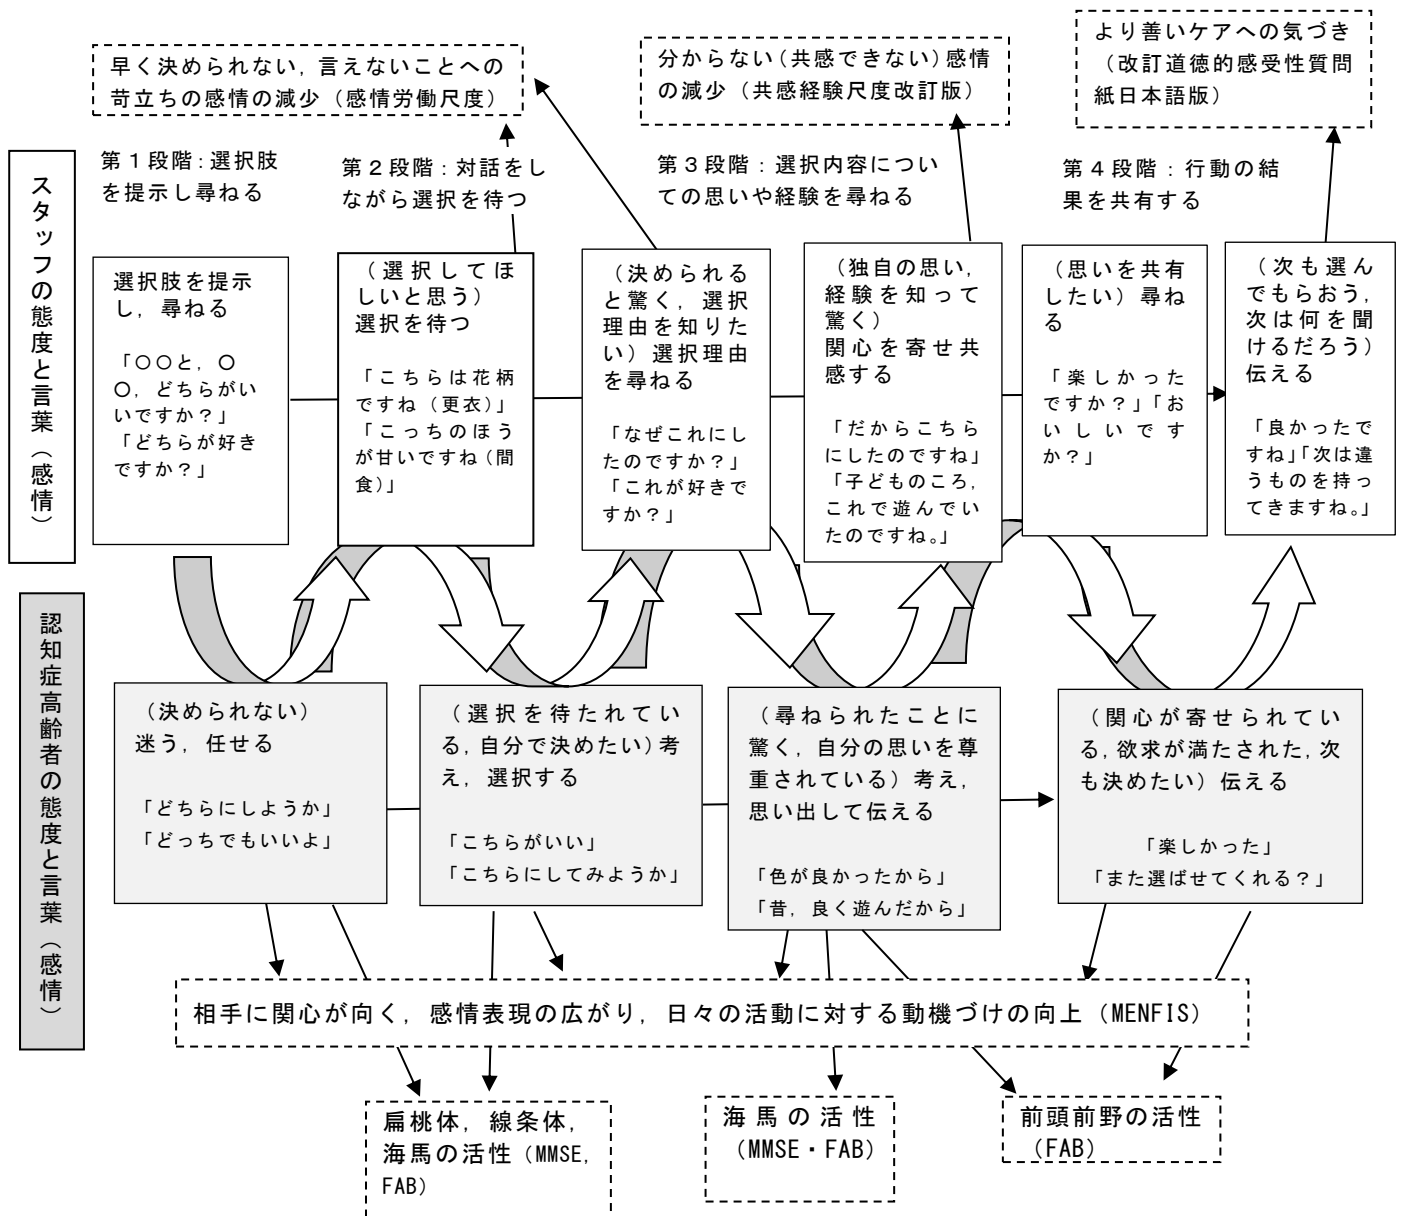 早く決められない，言えないことへの
苛立ちの感情の減少（感情労働尺度）
分からない（共感できない）感情
の減少（共感経験尺度改訂版）
より善いケアへの気づき
（改訂道徳的感受性質問
紙日本語版）
スタッフの態度と言葉（感情）
第１段階：選択肢
を提示し尋ねる
第２段階：対話をし
ながら選択を待つ
第３段階：選択内容につい
ての思いや経験を尋ねる
第４段階：行動の結
果を共有する
選択肢を提示
し，尋ねる
「〇〇と，〇
〇，どちらがい
いですか？」
「どちらが好き
ですか？」
（選択してほ
しいと思う）
選択を待つ
「こちらは花柄
ですね（更衣）」
「こっちのほう
が甘いですね（間
食）」
（決められる
と驚く，選択
理由を知りた
い）選択理由
を尋ねる
「なぜこれにし
たのですか？」
「これが好きで
すか？」
（独自の思い，
経験を知って
驚く）
関心を寄せ共
感する
「だからこちら
にしたのですね」
「子どものころ，
これで遊んでい
たのですね。」
（思いを共有
したい）尋ね
る
「楽しかった
ですか？」「お
いしいです
か？」
（次も選ん
でもらおう，
次は何を聞
けるだろう）
伝える
「良かったで
すね」「次は違
うものを持っ
てきますね。」
認知症高齢者の態度と言葉（感情）
（決められない）
迷う，任せる
「どちらにしようか」
「どっちでもいいよ」
（選択を待たれてい
る，自分で決めたい）考
え，選択する
「こちらがいい」
「こちらにしてみようか」
（尋ねられたことに
驚く，自分の思いを尊
重されている）考え，
思い出して伝える
「色が良かったから」
「昔，良く遊んだから」
（関心が寄せられてい
る，欲求が満たされた，次
も決めたい）伝える
「楽しかった」
「また選ばせてくれる？」
相手に関心が向く，感情表現の広がり，日々の活動に対する動機づけの向上（MENFIS）
扁桃体，線条体，
海馬の活性（MMSE，
FAB）
海馬の活性
（MMSE・FAB）
前頭前野の活性
（FAB）